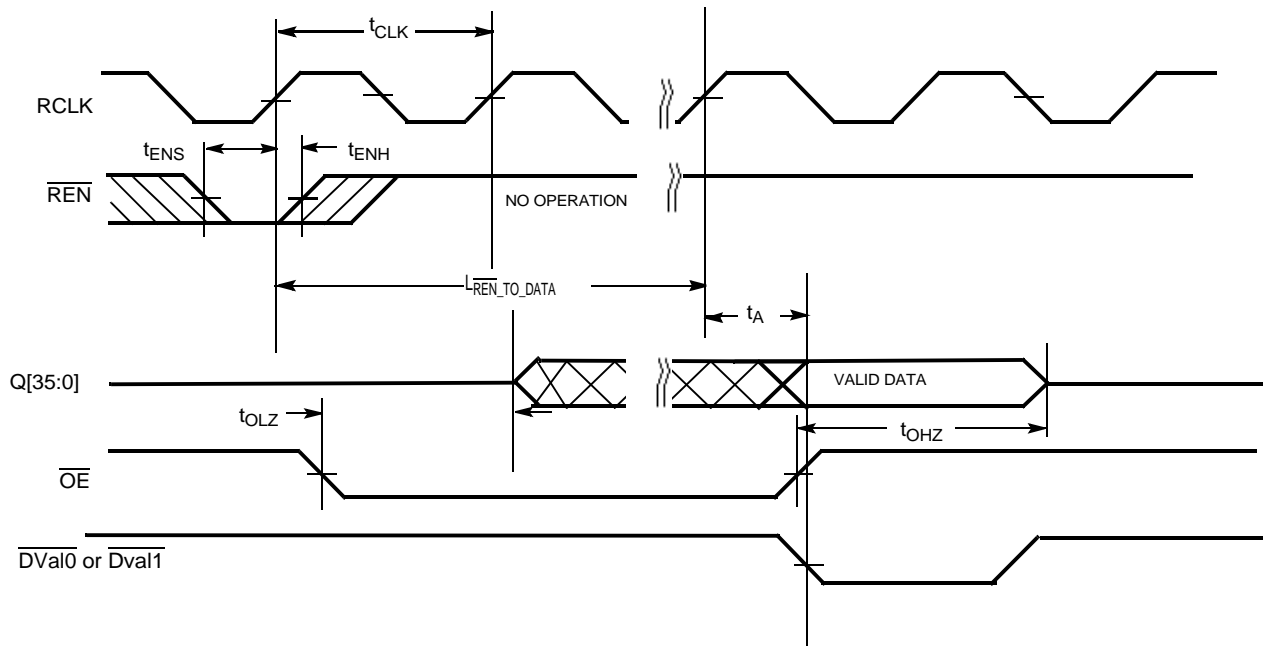 tCLK
RCLK
tENS
tENH
REN
NO OPERATION
LREN_TO_DATA
tA
Q[35:0]
VALID DATA
tOLZ
tOHZ
OE
DVal0 or Dval1